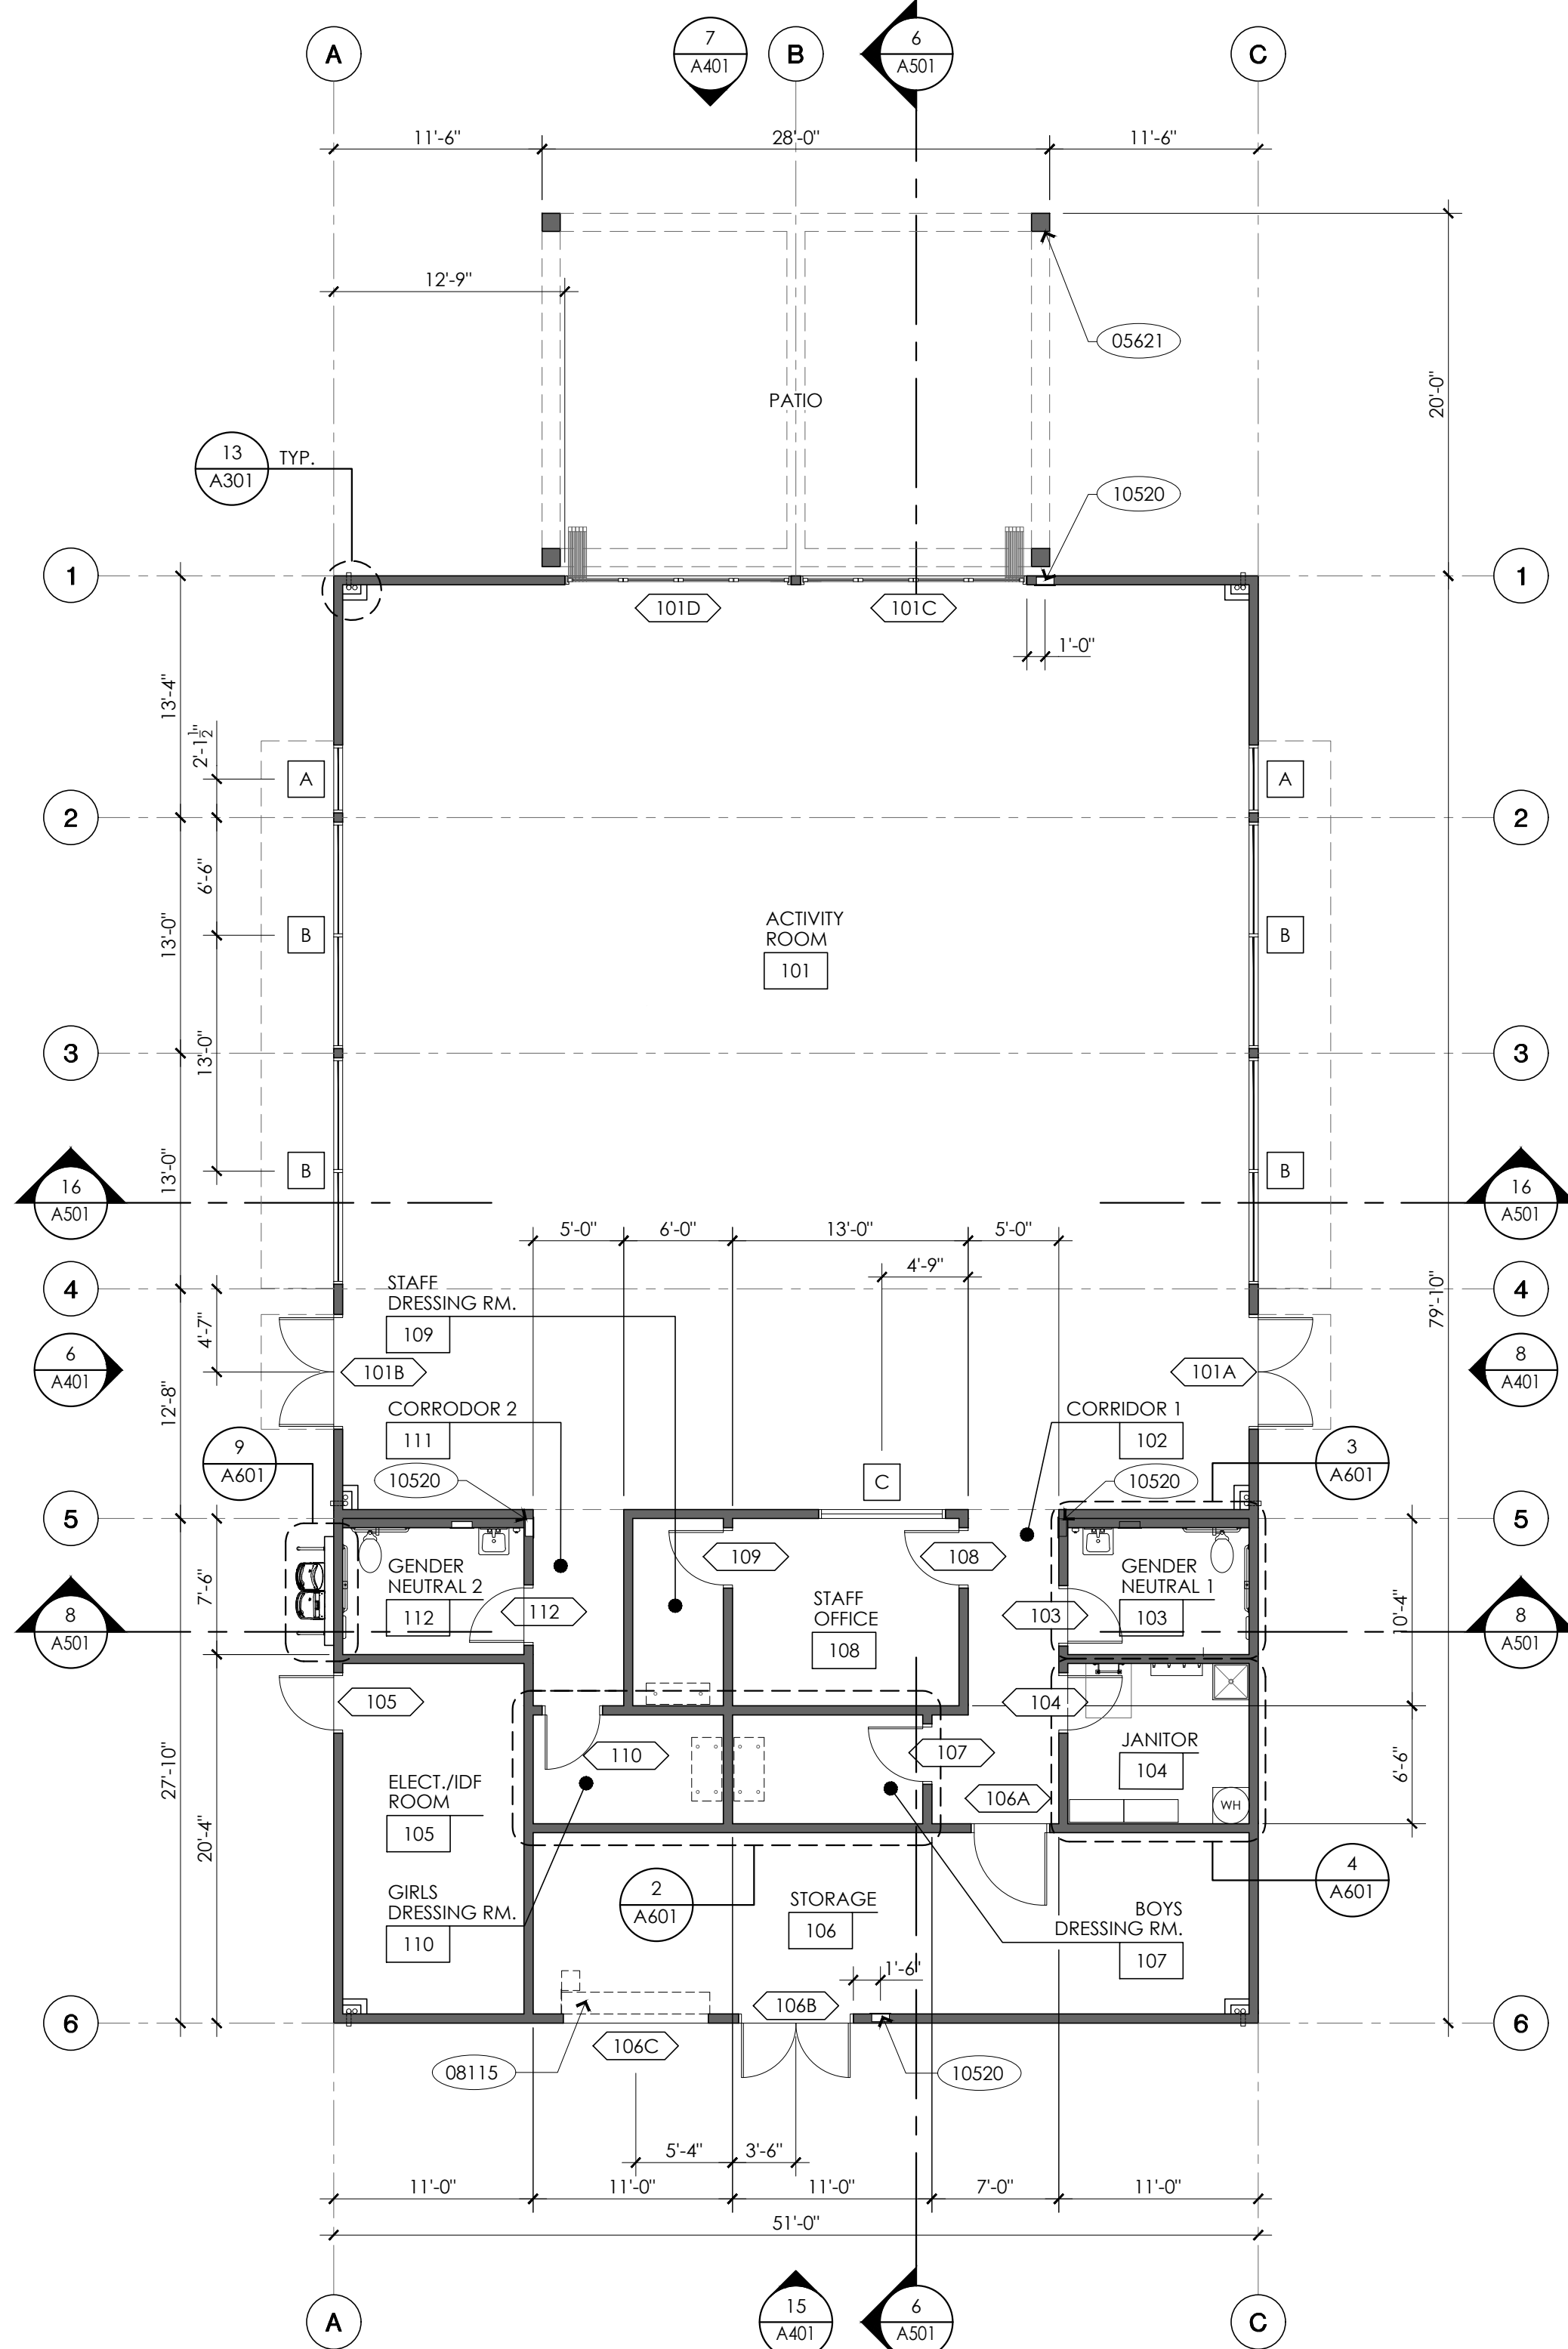 A
7
A401
B
6
A501
C
11'-6"
28'-0"
11'-6"
12'-9"
05621
PATIO
20'-0"
13
A301
TYP.
10520
1
1
101D
101C
1'-0"
13'-4"
2'-1 1/2"
A
A
2
2
6'-6"
13'-0"
B
ACTIVITY
ROOM
101
B
3
3
13'-0"
13'-0"
B
B
16
A501
16
A501
5'-0"
6'-0"
13'-0"
5'-0"
4'-9"
79'-10"
4
4
STAFF
DRESSING RM.
109
4'-7"
12'-8"
6
A401
101B
101A
8
A401
CORRODOR 2
111
CORRIDOR 1
102
9
A601
10520
C
10520
3
A601
5
5
7'-6"
GENDER
NEUTRAL 2
112
112
109
108
STAFF
OFFICE
108
103
GENDER
NEUTRAL 1
103
10'-4"
8
A501
8
A501
105
104
JANITOR
104
110
107
106A
WH
6'-6"
27'-10"
20'-4"
ELECT./IDF
ROOM
105
GIRLS
DRESSING RM.
110
2
A601
STORAGE
106
BOYS
DRESSING RM.
107
4
A601
1'-6"
106B
6
6
106C
08115
10520
5'-4"
3'-6"
11'-0"
11'-0"
11'-0"
7'-0"
11'-0"
51'-0"
A
15
A401
6
A501
C